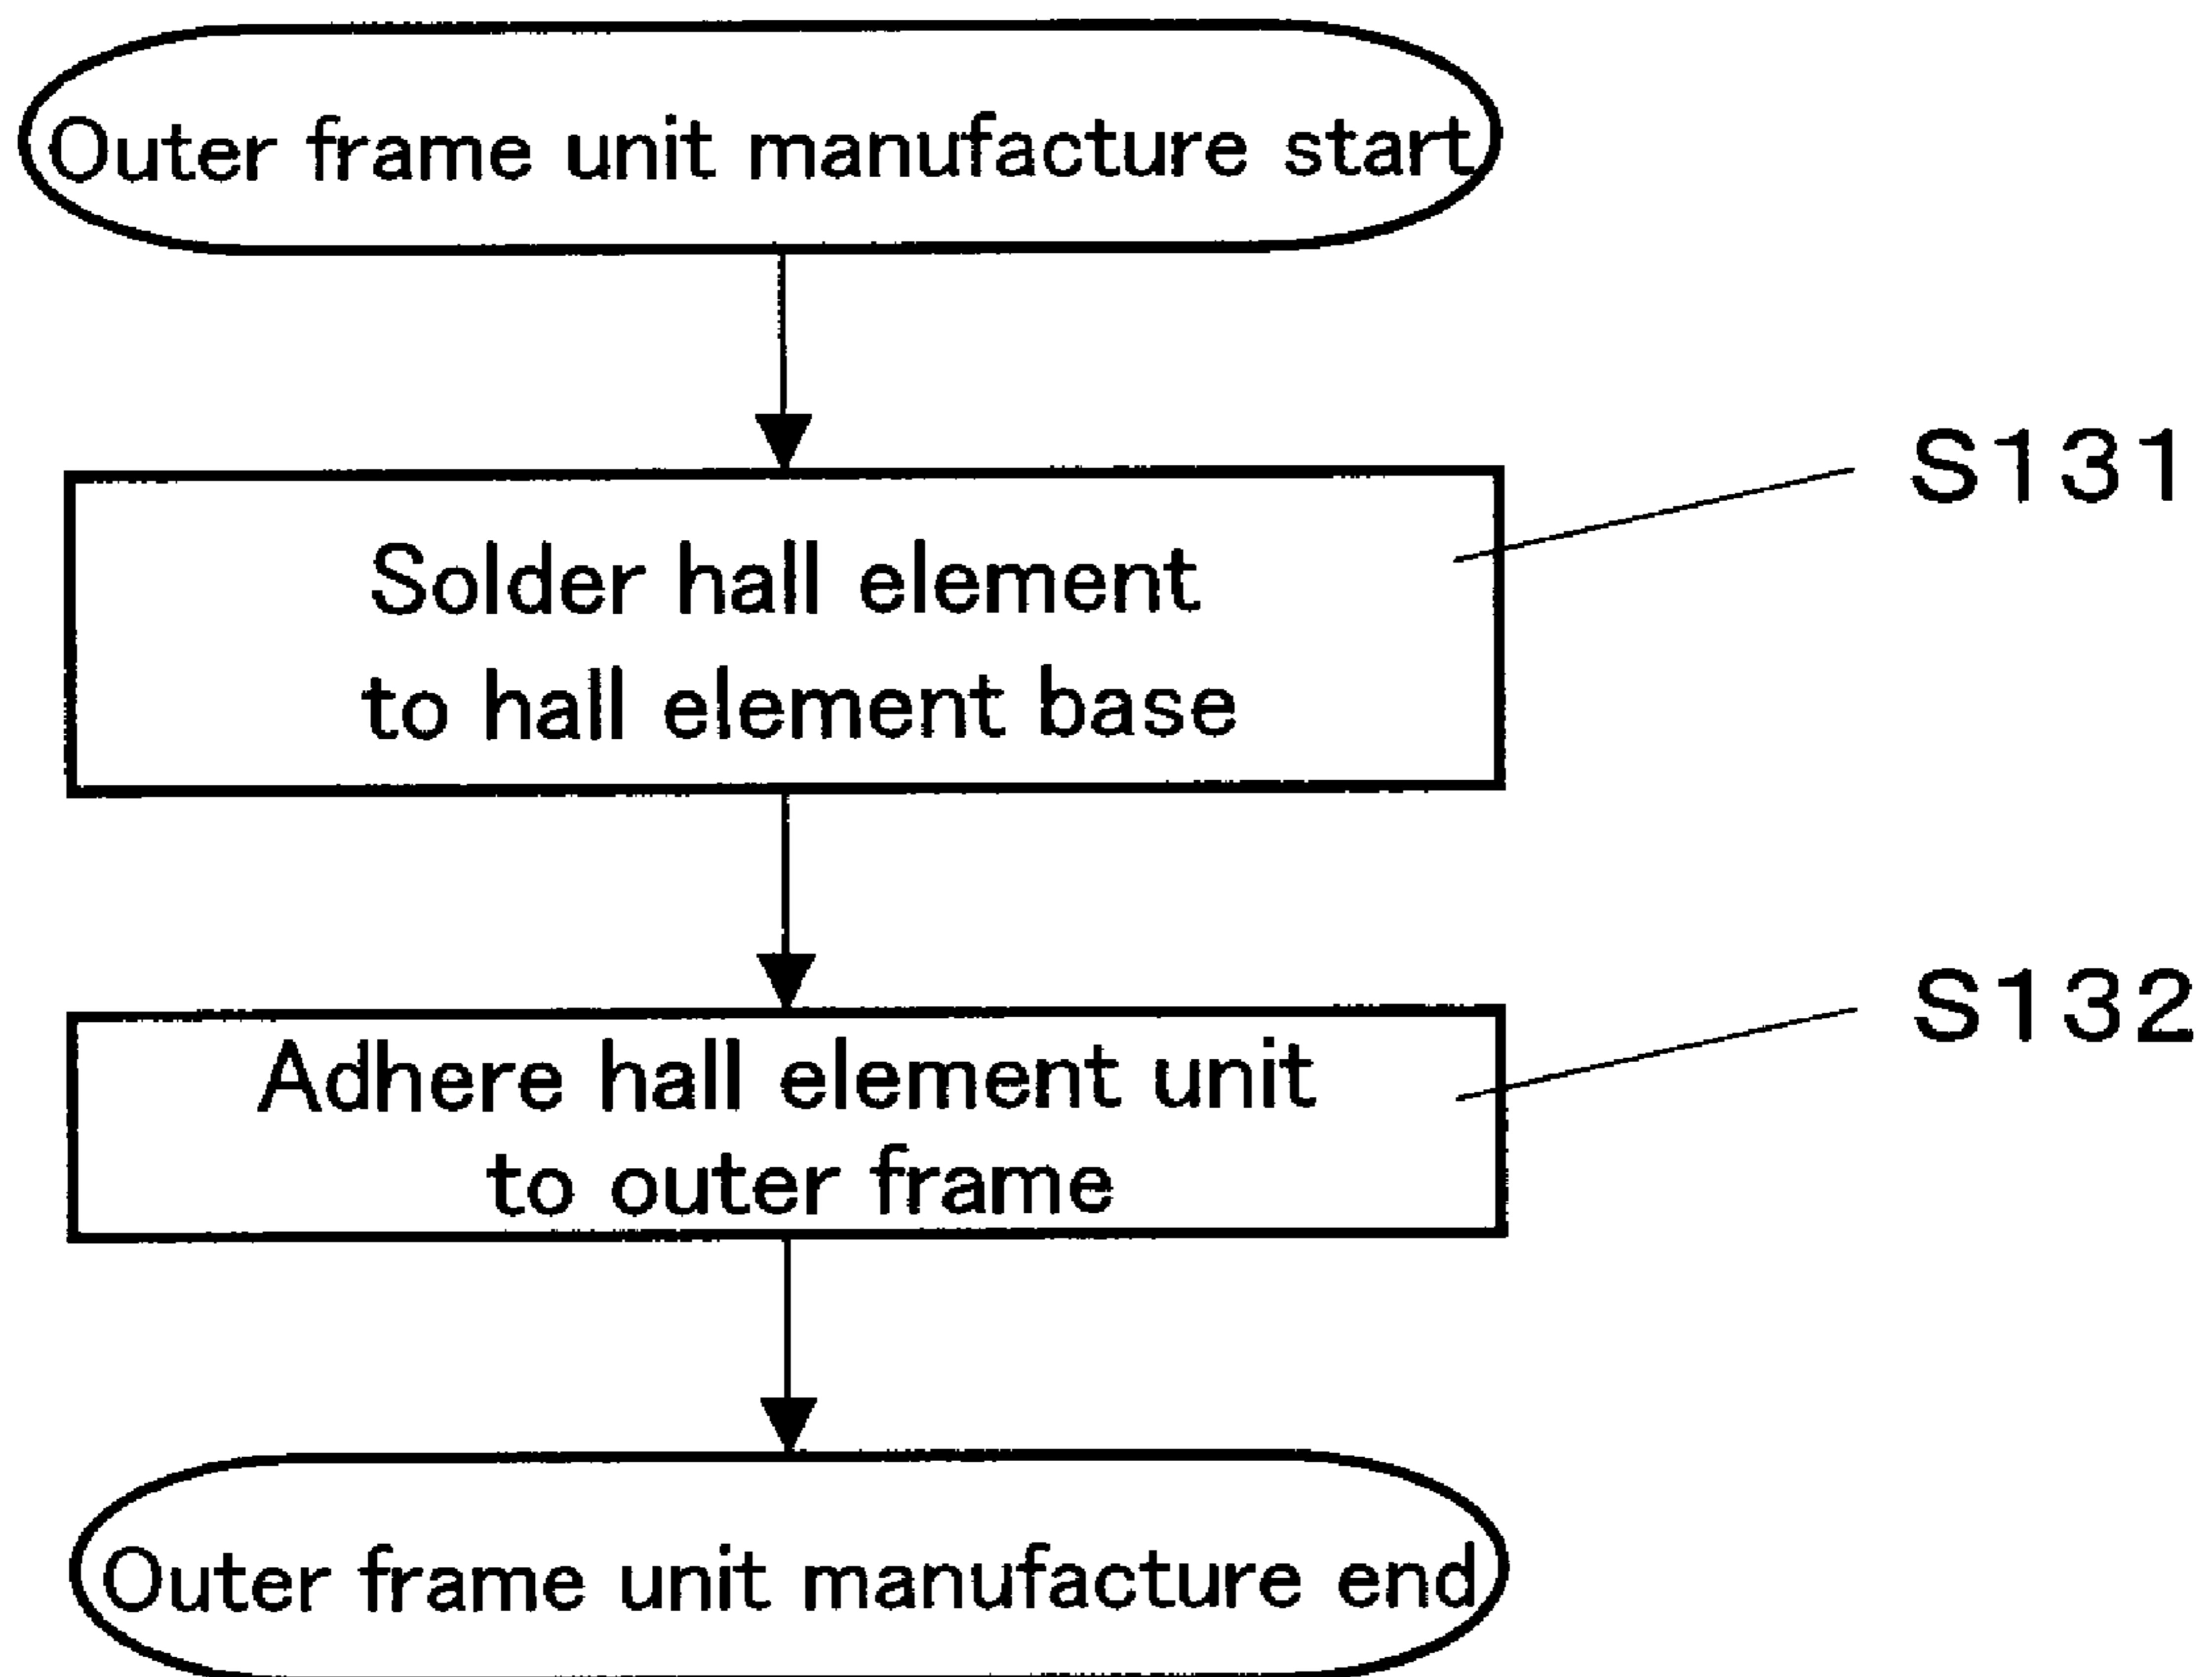 Outer frame unit manufacture start
S131
Solder hall element
to hall element base
S132
Adhere hall element unit
to outer frame
Outer frame unit manufacture end